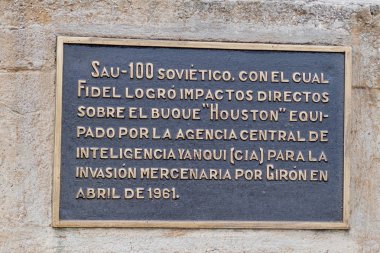 SAU-100 SOVIÉTICO. CON EL CUAL
FIDEL LOGRÓ IMPACTOS DIRECTOS
SOBRE EL BUQUE "HOUSTON" EQUI-
PADO POR LA AGENCIA CENTRAL DE
INTELIGENCIA YANQUI (CIA) PARA LA
INVASIÓN MERCENARIA POR GIRÓN EN
ABRIL DE 1961.